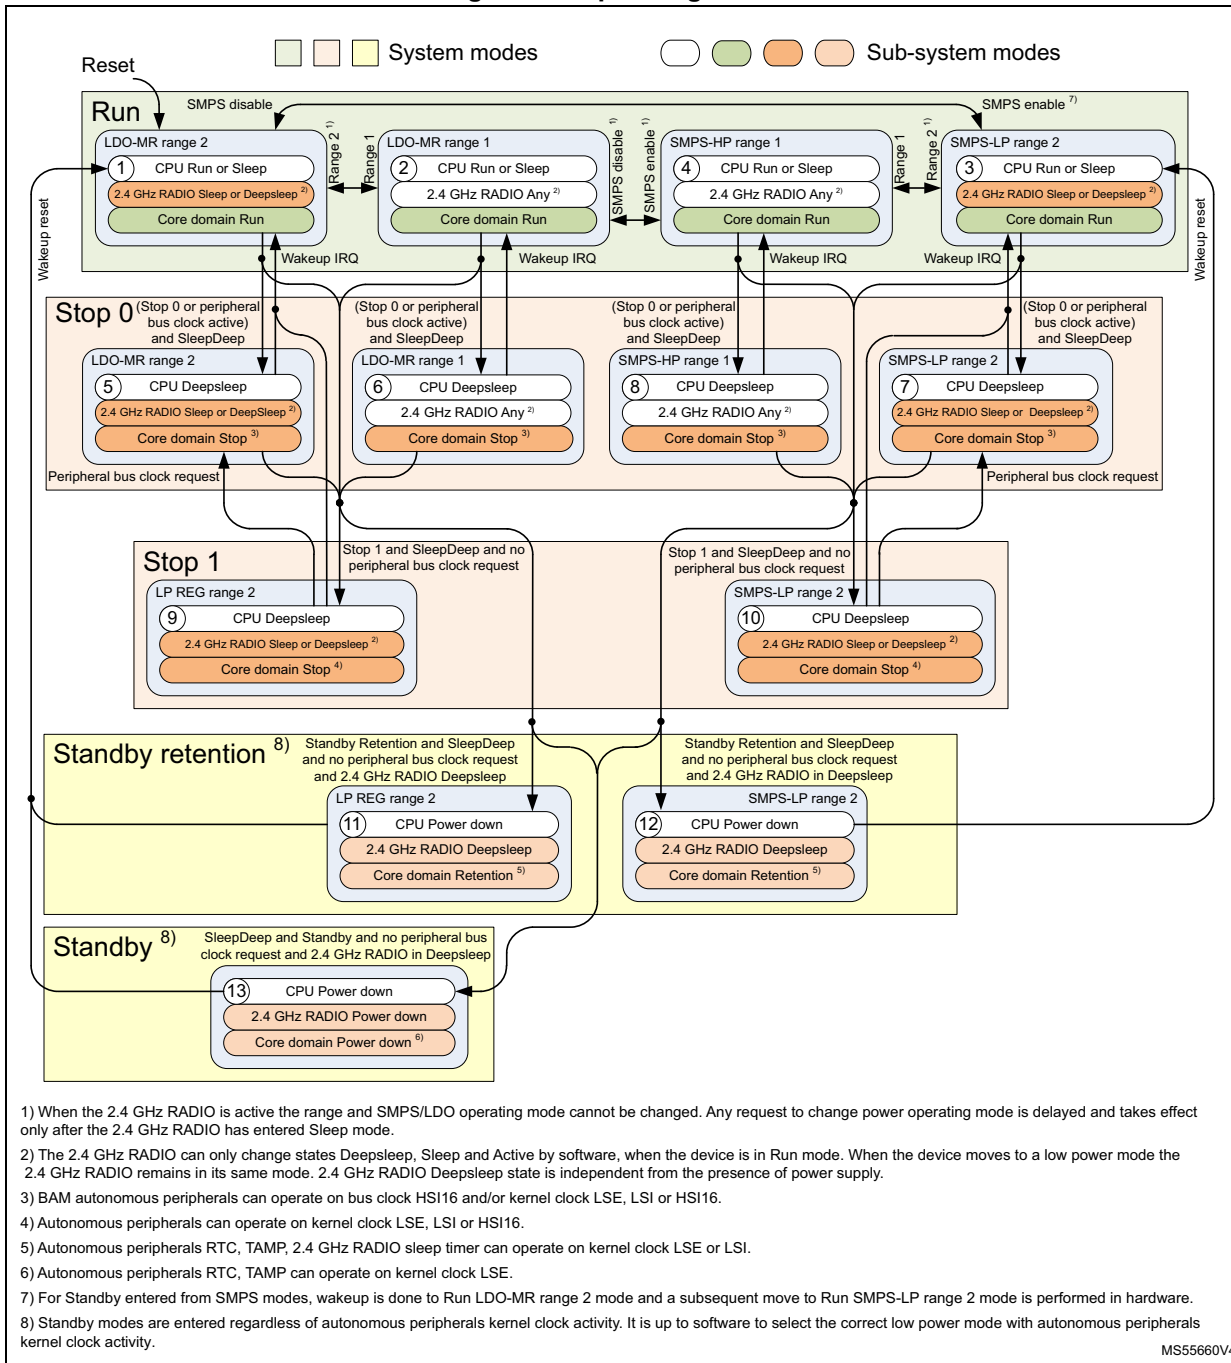 System modes
Sub-system modes
Reset
Run
SMPS disable
SMPS enable 7)
LDO-MR range 2
1 CPU Run or Sleep
2.4 GHz RADIO Sleep or Deepsleep 2)
Core domain Run
Range 2 1)
Range 1
LDO-MR range 1
2 CPU Run or Sleep
2.4 GHz RADIO Any 2)
Core domain Run
SMPS disable 1)
SMPS enable 1)
SMPS-HP range 1
4 CPU Run or Sleep
2.4 GHz RADIO Any 2)
Core domain Run
Range 1
Range 2 1)
SMPS-LP range 2
3 CPU Run or Sleep
2.4 GHz RADIO Sleep or Deepsleep 2)
Core domain Run
Wakeup reset
Wakeup IRQ
Wakeup IRQ
Wakeup IRQ
Wakeup IRQ
Wakeup reset
Stop 0
(Stop 0 or peripheral
bus clock active)
and SleepDeep
(Stop 0 or peripheral
bus clock active)
and SleepDeep
(Stop 0 or peripheral
bus clock active)
and SleepDeep
(Stop 0 or peripheral
bus clock active)
and SleepDeep
LDO-MR range 2
5 CPU Deepsleep
2.4 GHz RADIO Sleep or DeepSleep 2)
Core domain Stop 3)
LDO-MR range 1
6 CPU Deepsleep
2.4 GHz RADIO Any 2)
Core domain Stop 3)
SMPS-HP range 1
8 CPU Deepsleep
2.4 GHz RADIO Any 2)
Core domain Stop 3)
SMPS-LP range 2
7 CPU Deepsleep
2.4 GHz RADIO Sleep or Deepsleep 2)
Core domain Stop 3)
Peripheral bus clock request
Peripheral bus clock request
Stop 1
Stop 1 and SleepDeep and no
peripheral bus clock request
Stop 1 and SleepDeep and no
peripheral bus clock request
LP REG range 2
9 CPU Deepsleep
2.4 GHz RADIO Sleep or Deepsleep 2)
Core domain Stop 4)
SMPS-LP range 2
10 CPU Deepsleep
2.4 GHz RADIO Sleep or Deepsleep 2)
Core domain Stop 4)
Standby retention 8)
Standby Retention and SleepDeep
and no peripheral bus clock request
and 2.4 GHz RADIO Deepsleep
Standby Retention and SleepDeep
and no peripheral bus clock request
and 2.4 GHz RADIO in Deepsleep
LP REG range 2
11 CPU Power down
2.4 GHz RADIO Deepsleep
Core domain Retention 5)
SMPS-LP range 2
12 CPU Power down
2.4 GHz RADIO Deepsleep
Core domain Retention 5)
Standby 8)
SleepDeep and Standby and no peripheral bus
clock request and 2.4 GHz RADIO in Deepsleep
13 CPU Power down
2.4 GHz RADIO Power down
Core domain Power down 6)
1) When the 2.4 GHz RADIO is active the range and SMPS/LDO operating mode cannot be changed. Any request to change power operating mode is delayed and takes effect
only after the 2.4 GHz RADIO has entered Sleep mode.
2) The 2.4 GHz RADIO can only change states Deepsleep, Sleep and Active by software, when the device is in Run mode. When the device moves to a low power mode the
2.4 GHz RADIO remains in its same mode. 2.4 GHz RADIO Deepsleep state is independent from the presence of power supply.
3) BAM autonomous peripherals can operate on bus clock HSI16 and/or kernel clock LSE, LSI or HSI16.
4) Autonomous peripherals can operate on kernel clock LSE, LSI or HSI16.
5) Autonomous peripherals RTC, TAMP, 2.4 GHz RADIO sleep timer can operate on kernel clock LSE or LSI.
6) Autonomous peripherals RTC, TAMP can operate on kernel clock LSE.
7) For Standby entered from SMPS modes, wakeup is done to Run LDO-MR range 2 mode and a subsequent move to Run SMPS-LP range 2 mode is performed in hardware.
8) Standby modes are entered regardless of autonomous peripherals kernel clock activity. It is up to software to select the correct low power mode with autonomous peripherals
kernel clock activity.